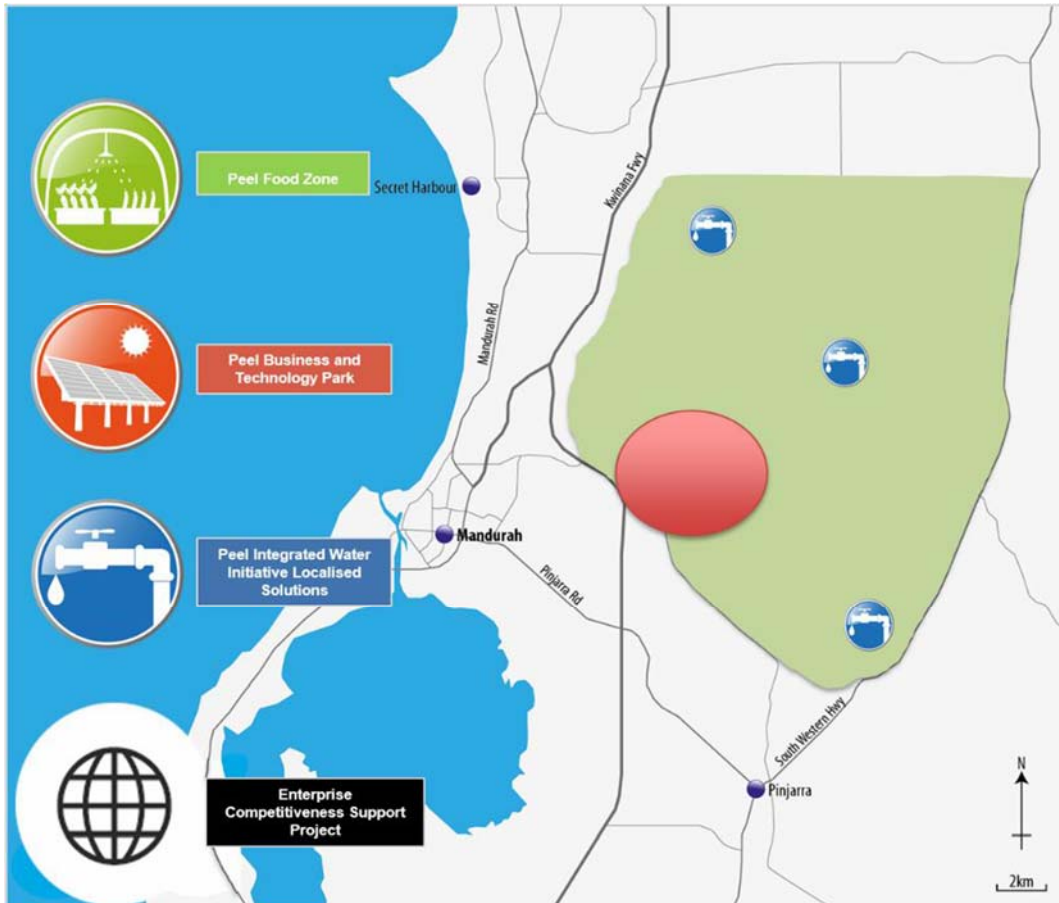 Peel Food Zone
Secret Harbour
Kwinana Fwy
Mandurah Rd
Peel Business and
Technology Park
Mandurah
Peel Integrated Water
Initiative Localised
Solutions
Pinjarra Rd
South Western Hwy
Pinjarra
Enterprise
Competitiveness Support
Project
N
2km